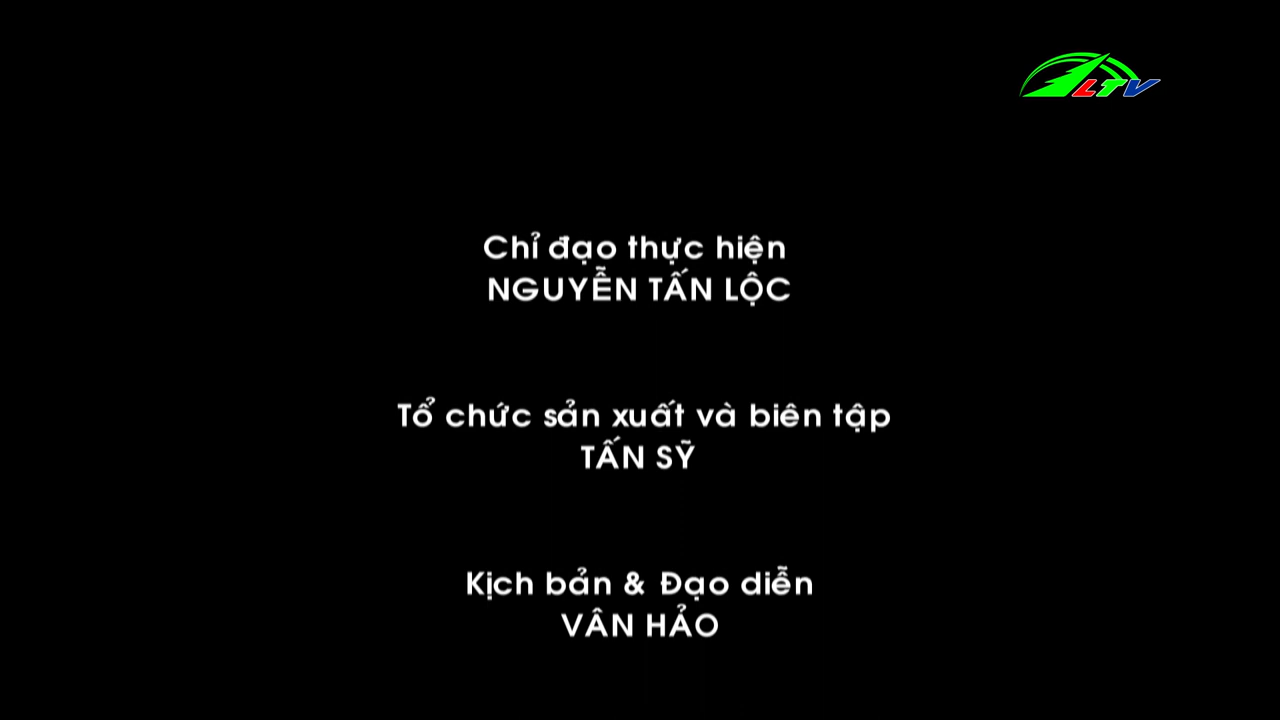 LTV
Chỉ đạo thực hiện
NGUYỄN TẤN LỘC
Tổ chức sản xuất và biên tập
TẤN SỸ
Kịch bản & Đạo diễn
VÂN HẢO